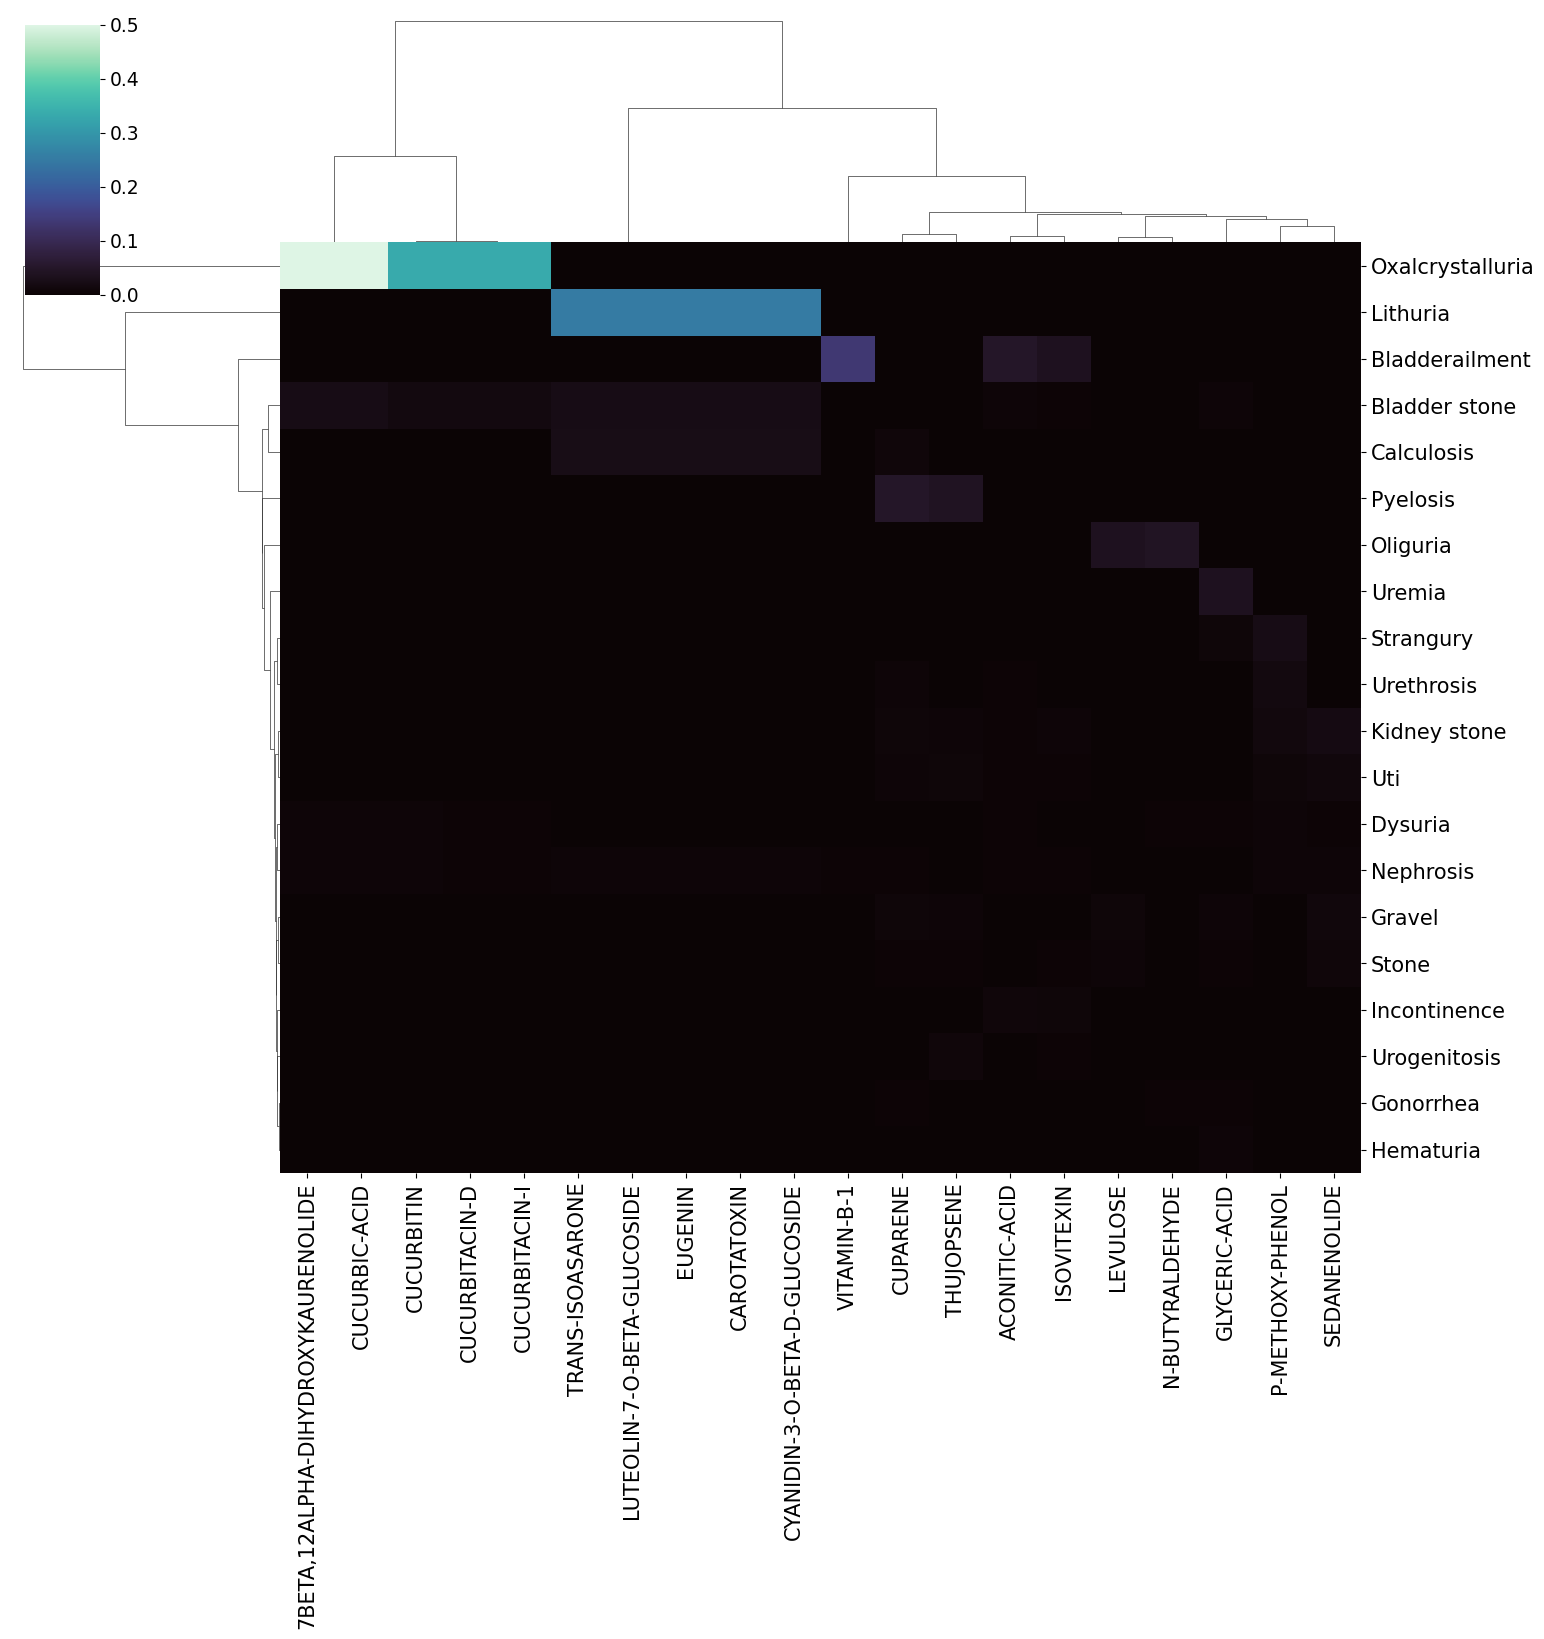 0.5
0.4
0.3
0.2
0.1
0.0
Oxalcrystalluria
Lithuria
Bladderailment
Bladder stone
Calculosis
Pyelosis
Oliguria
Uremia
Strangury
Urethrosis
Kidney stone
Uti
Dysuria
Nephrosis
Gravel
Stone
Incontinence
Urogenitosis
Gonorrhea
Hematuria
7BETA,12ALPHA-DIHYDROXYKAURENOLIDE
CUCURBIC-ACID
CUCURBITIN
CUCURBITACIN-D
CUCURBITACIN-I
TRANS-ISOASARONE
LUTEOLIN-7-O-BETA-GLUCOSIDE
EUGENIN
CAROTATOXIN
CYANIDIN-3-O-BETA-D-GLUCOSIDE
VITAMIN-B-1
CUPARENE
THUJOPSENE
ACONITIC-ACID
ISOVITEXIN
LEVULOSE
N-BUTYRALDEHYDE
GLYCERIC-ACID
P-METHOXY-PHENOL
SEDANENOLIDE